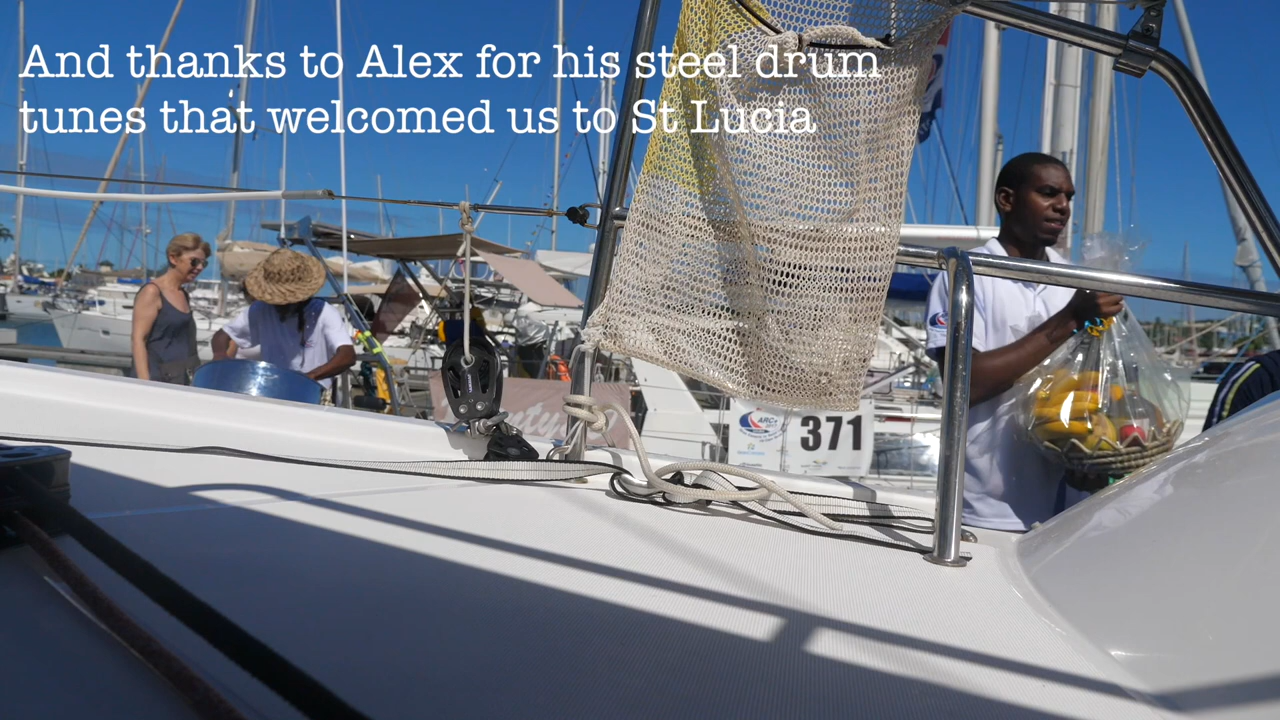 And thanks to Alex for his steel drum
tunes that welcomed us to St Lucia
ARC+
371